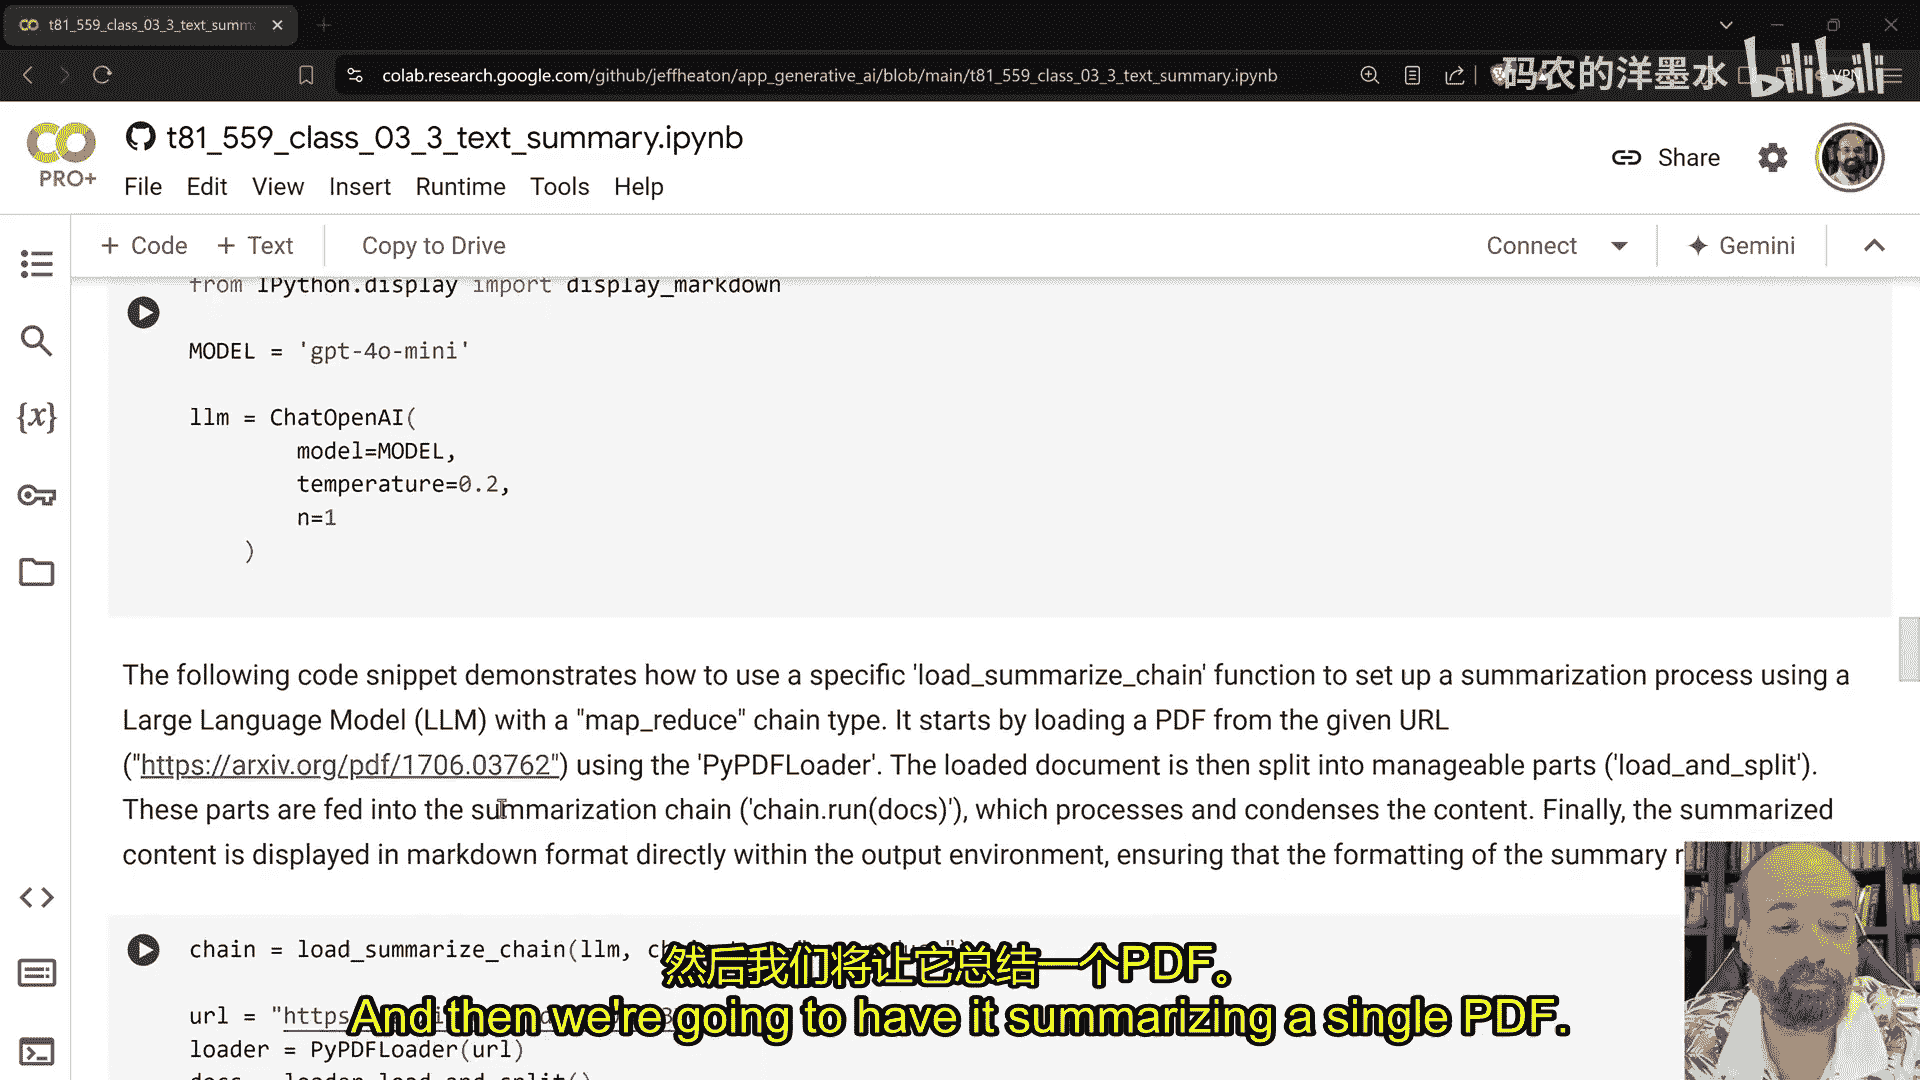 t81_559_class_03_3_text_summ
colab.research.google.com/github/jeffheaton/app_generative_ai/blob/main/t81_559_class_03_3_text_summary.ipynb
VPN
码农的洋墨水 bilibili
CO
PRO+
t81_559_class_03_3_text_summary.ipynb
File Edit View Insert Runtime Tools Help
Share
+ Code + Text Copy to Drive
Connect Gemini
from IPython.display import display_markdown
MODEL = 'gpt-4o-mini'
llm = ChatOpenAI(
model=MODEL,
temperature=0.2,
n=1
)
The following code snippet demonstrates how to use a specific 'load_summarize_chain' function to set up a summarization process using a
Large Language Model (LLM) with a "map_reduce" chain type. It starts by loading a PDF from the given URL
("https://arxiv.org/pdf/1706.03762") using the 'PyPDFLoader'. The loaded document is then split into manageable parts ('load_and_split').
These parts are fed into the summarization chain ('chain.run(docs)'), which processes and condenses the content. Finally, the summarized
content is displayed in markdown format directly within the output environment, ensuring that the formatting of the summary
chain = load_summarize_chain(llm,
然后我们将让它总结一个PDF。
url = "https
And then we're going to have it summarizing a single PDF.
loader = PyPDFLoader(url)
docs = loader.load_and_split()